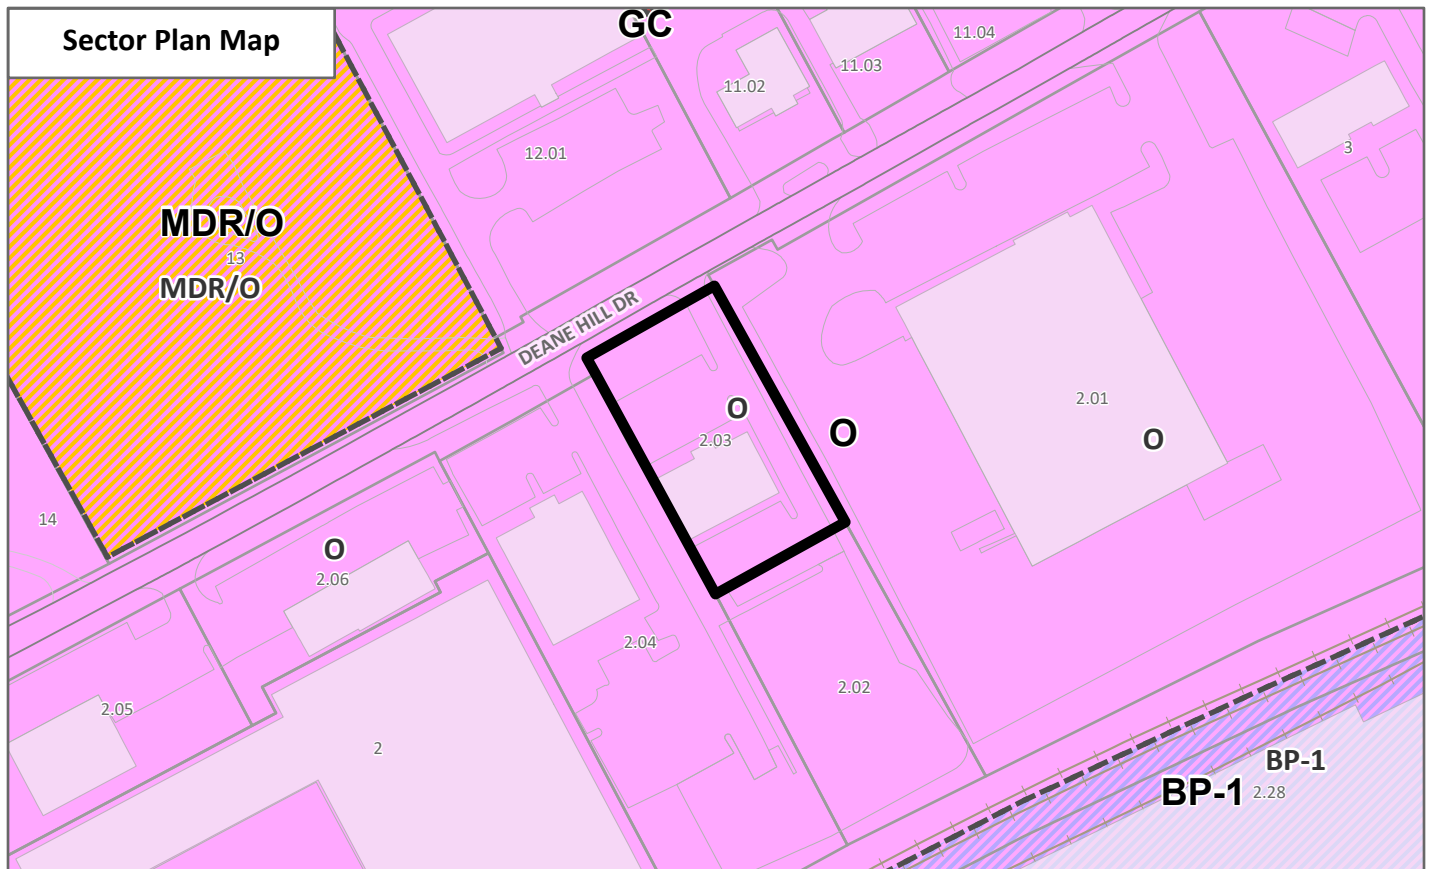 Sector Plan Map
GC
11.04
11.03
11.02
12.01
3
MDR/O
13
MDR/O
DEANE HILL DR
2.01
O
O
2.03
O
14
O
2.06
2.04
2.02
2.05
2
BP-1
BP-1
2.28